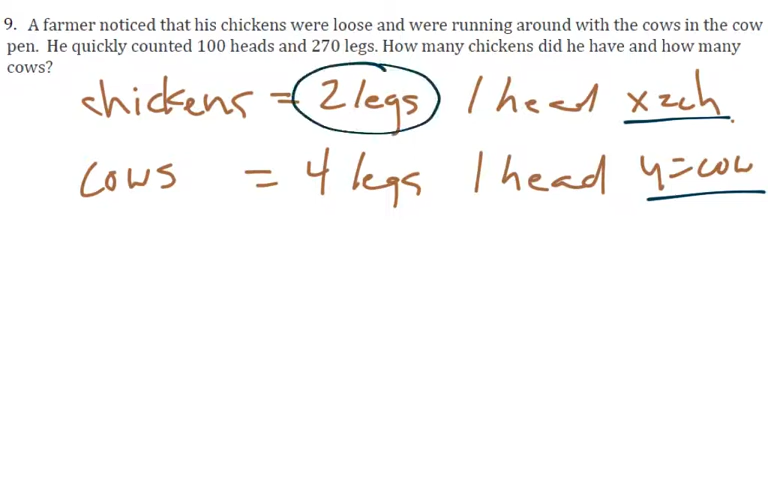 9. A farmer noticed that his chickens were loose and were running around with the cows in the cow
pen. He quickly counted 100 heads and 270 legs. How many chickens did he have and how many
cows?
chickens = 2 legs 1 head x=ch.
cows = 4 legs 1 head y=cow